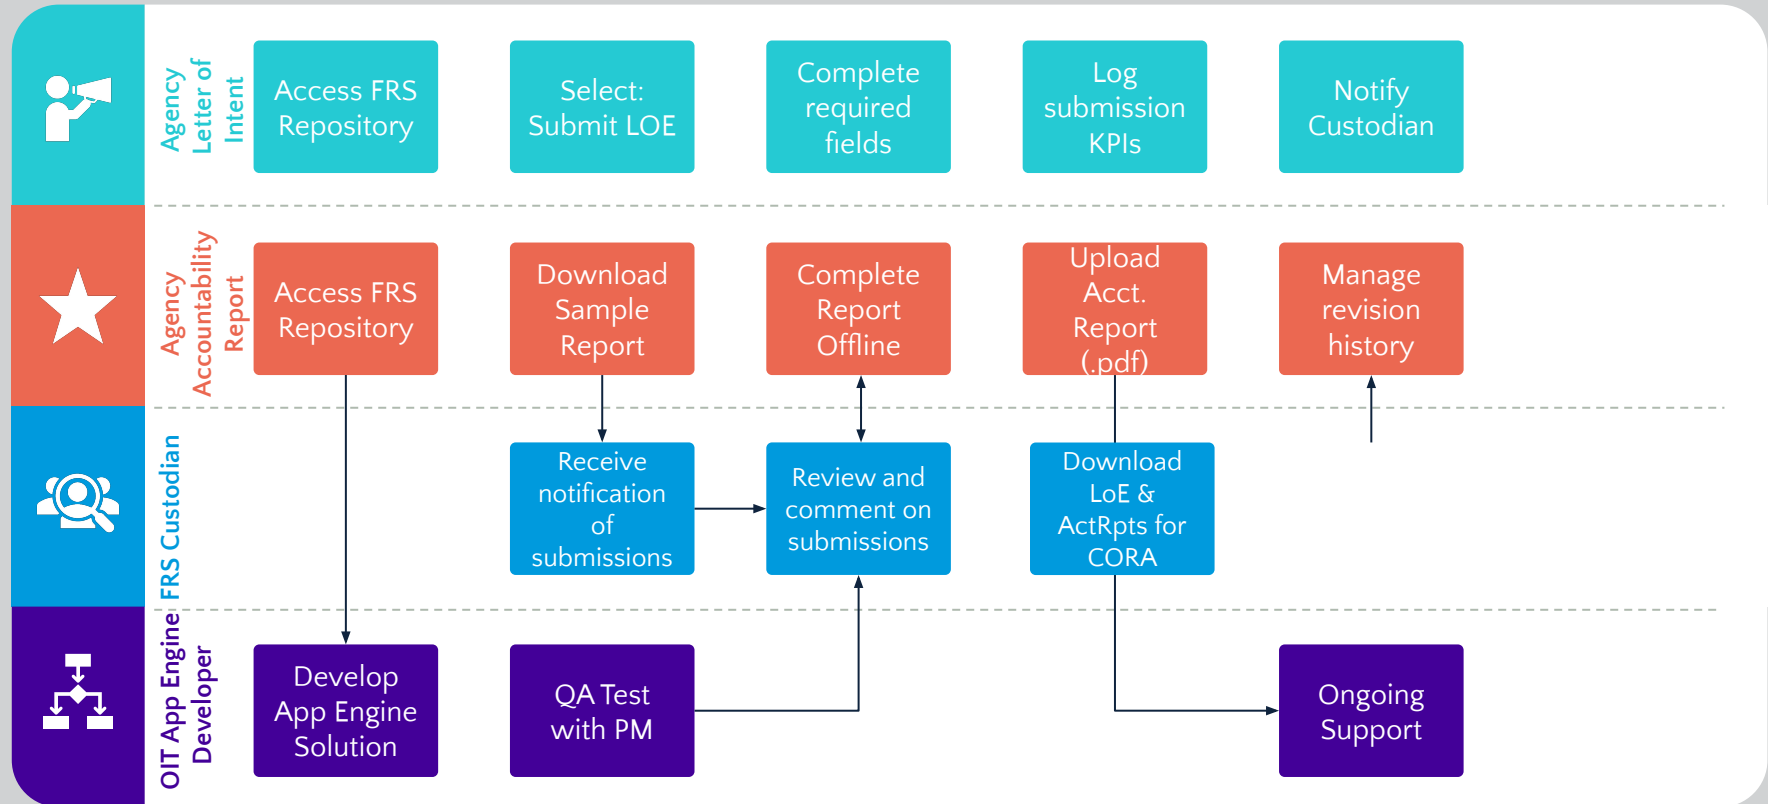 Agency
Letter of
Intent
Access FRS
Repository
Select:
Submit LOE
Complete
required
fields
Log
submission
KPIs
Notify
Custodian
Agency
Accountability
Report
Access FRS
Repository
Download
Sample
Report
Complete
Report
Offline
Upload
Acct.
Report
(.pdf)
Manage
revision
history
FRS Custodian
Receive
notification
of
submissions
Review and
comment on
submissions
Download
LoE &
ActRpts for
CORA
OIT App Engine
Developer
Develop
App Engine
Solution
QA Test
with PM
Ongoing
Support